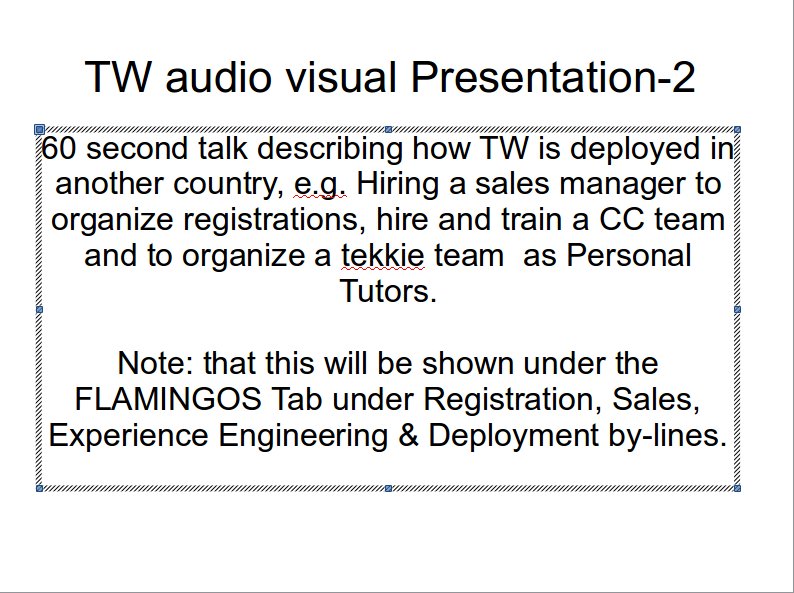 TW audio visual Presentation-2
60 second talk describing how TW is deployed in
another country, e.g. Hiring a sales manager to
organize registrations, hire and train a CC team
and to organize a tekkie team  as Personal
Tutors.
Note: that this will be shown under the
FLAMINGOS Tab under Registration, Sales,
Experience Engineering & Deployment by-lines.